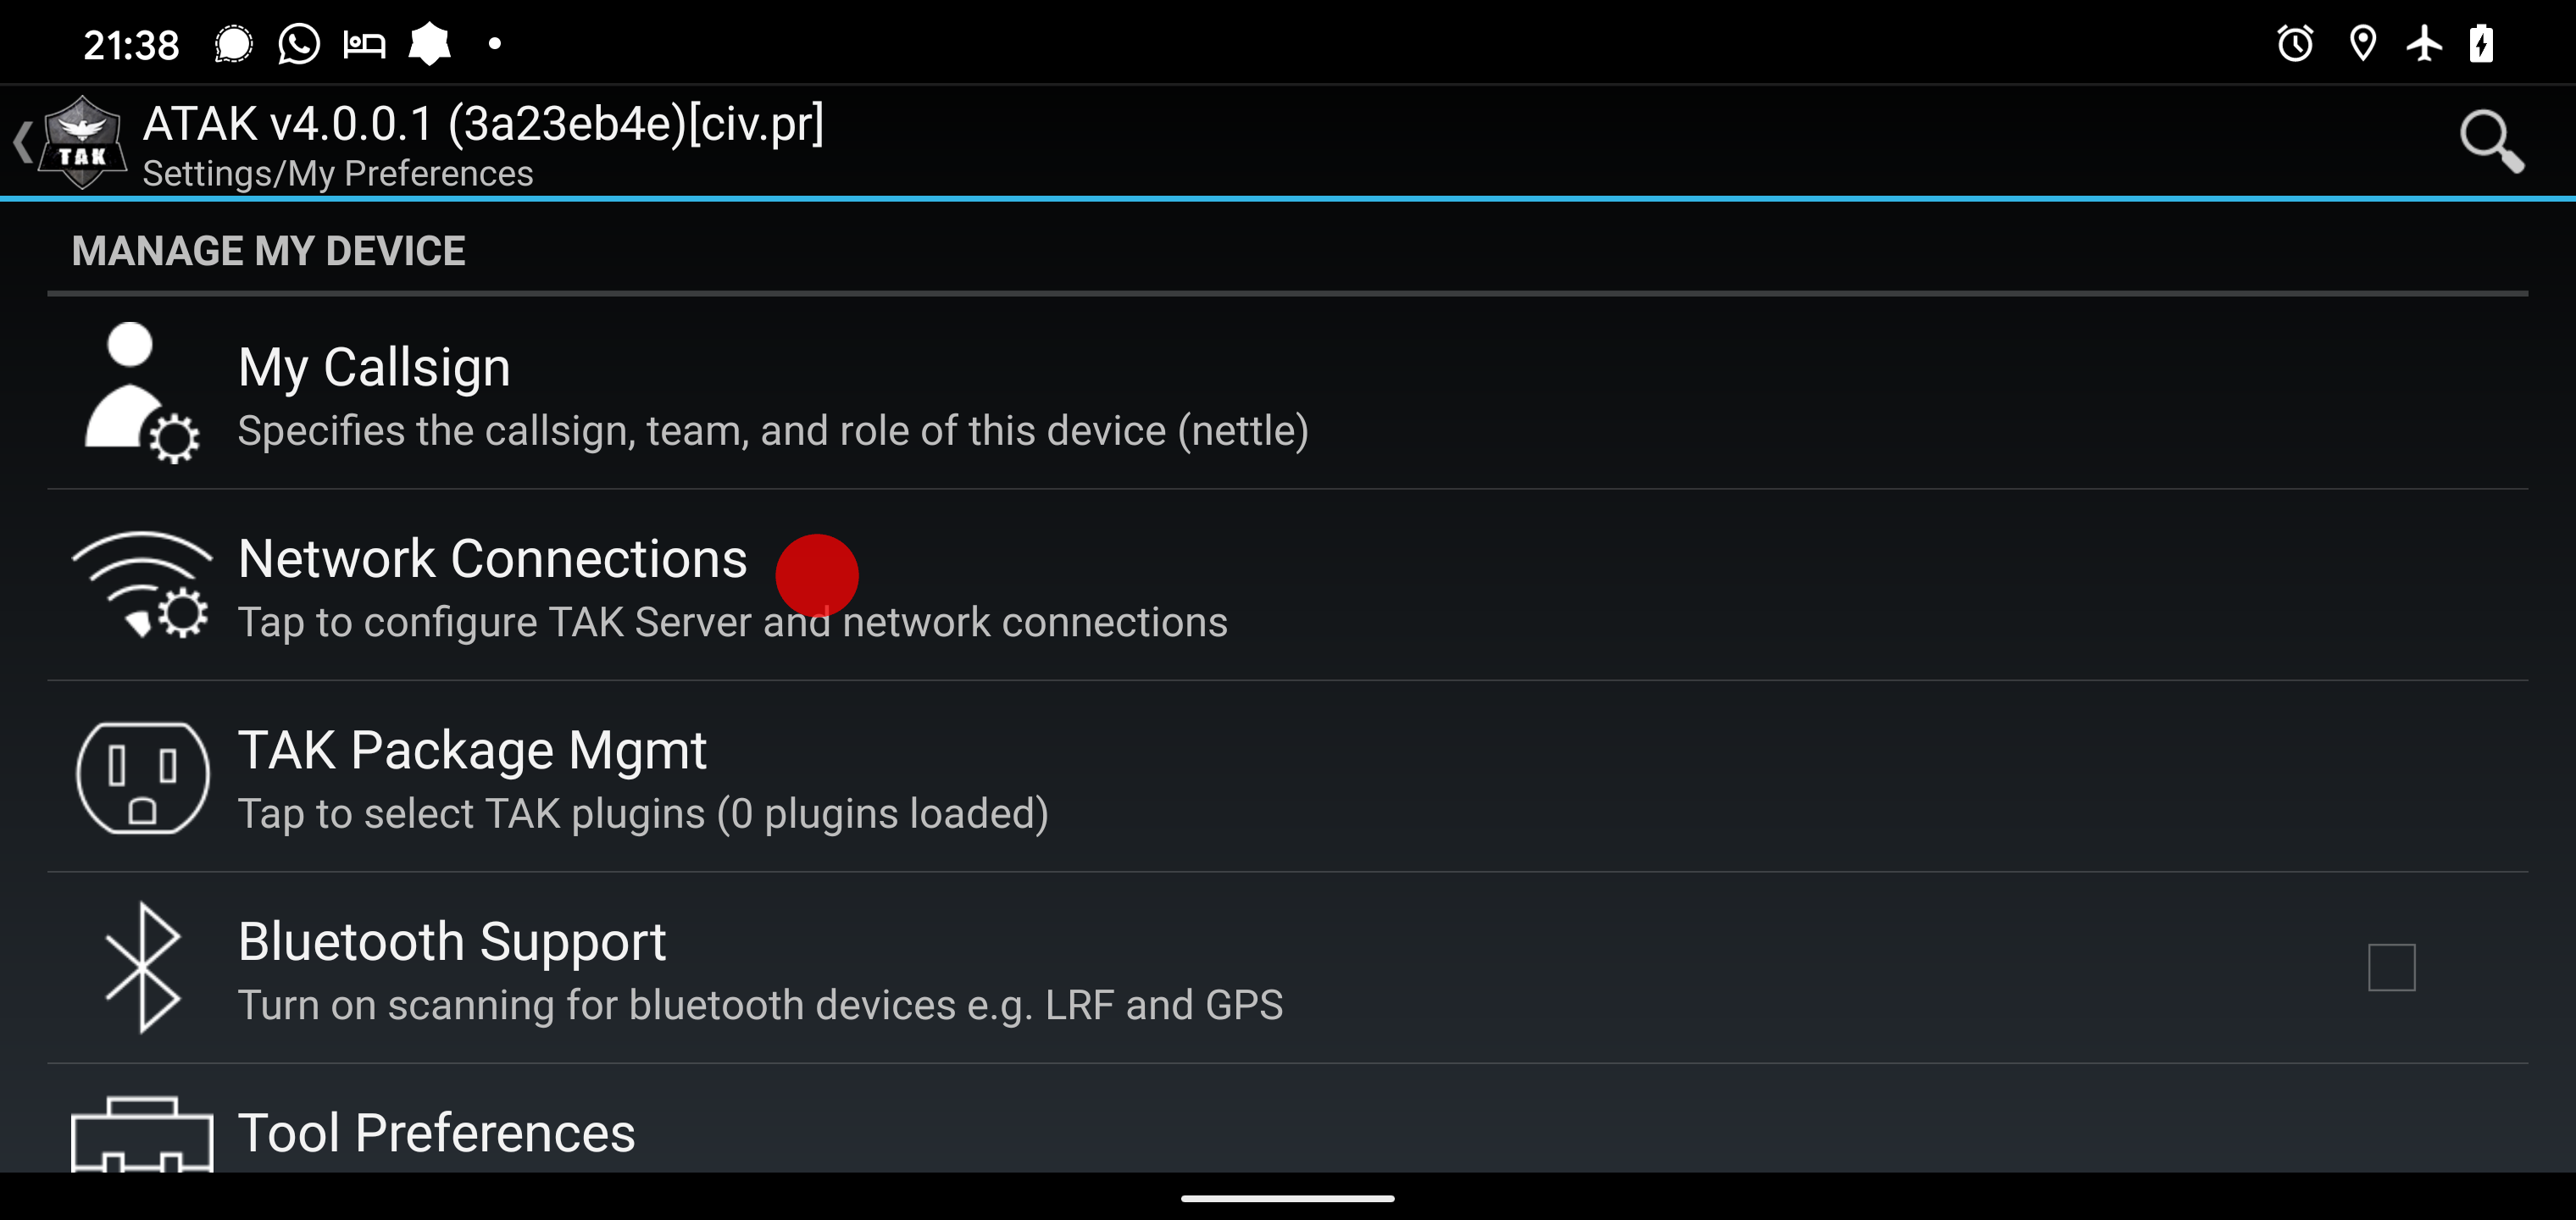 21:38
TAK
ATAK v4.0.0.1 (3a23eb4e)[civ.pr]
Settings/My Preferences
MANAGE MY DEVICE
My Callsign
Specifies the callsign, team, and role of this device (nettle)
Network Connections
Tap to configure TAK Server and network connections
TAK Package Mgmt
Tap to select TAK plugins (0 plugins loaded)
Bluetooth Support
Turn on scanning for bluetooth devices e.g. LRF and GPS
Tool Preferences